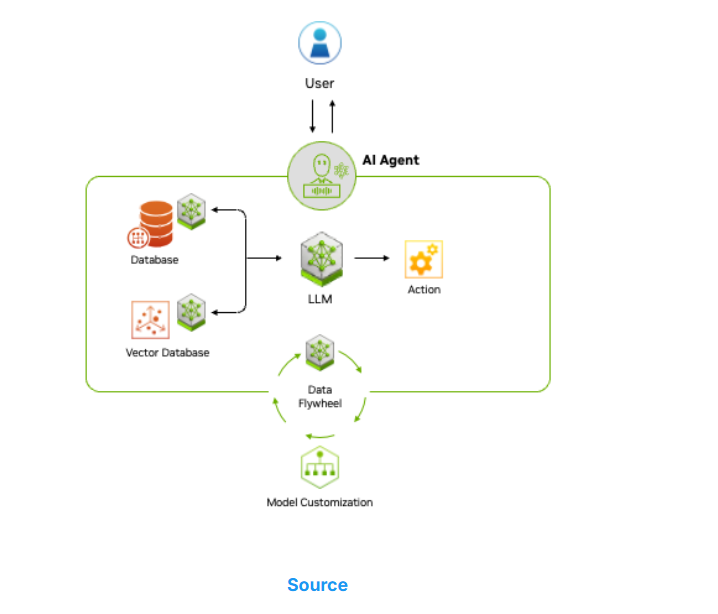 User
AI Agent
Database
LLM
Action
Vector Database
Data
Flywheel
Model Customization
Source